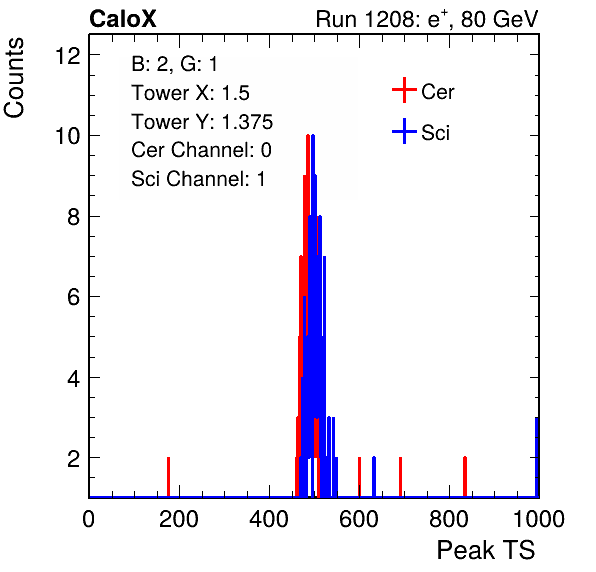 CaloX
Run 1208: e⁺, 80 GeV
Counts
B: 2, G: 1
Tower X: 1.5
Tower Y: 1.375
Cer Channel: 0
Sci Channel: 1
Cer
Sci
12
10
8
6
4
2
0 200 400 600 800 1000
Peak TS